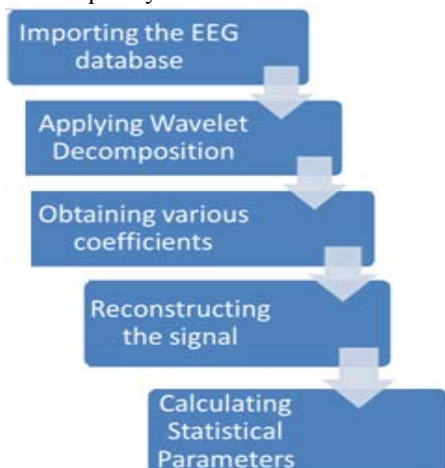 Importing the EEG
database
Applying Wavelet
Decomposition
Obtaining various
coefficients
Reconstructing
the signal
Calculating
Statistical
Parameters